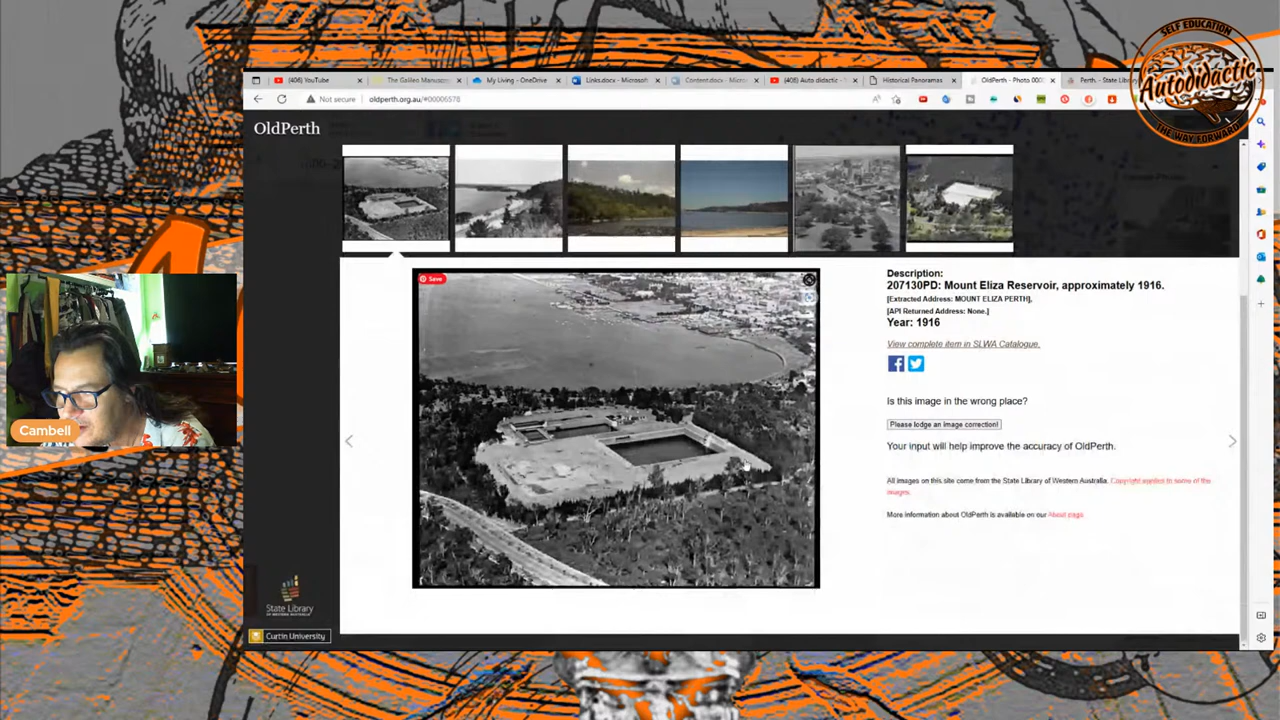 SELF EDUCATION
Autodidactic
THE WAY FORWARD
(406) YouTube
The Galileo Manuscri
My Living - OneDrive
Links.docx - Microsoft
Content.docx - Micro
(406) Auto didactic -
Historical Panoramas
OldPerth - Photo 000
Perth. - State Library
Not secure
oldperth.org.au/#00006578
OldPerth
Save
Description:
207130PD: Mount Eliza Reservoir, approximately 1916.
[Extracted Address: MOUNT ELIZA PERTH],
[API Returned Address: None.]
Year: 1916
View complete item in SLWA Catalogue.
Is this image in the wrong place?
Please lodge an image correction!
Your input will help improve the accuracy of OldPerth.
All images on this site come from the State Library of Western Australia. Copyright applies to some of the
images.
More information about OldPerth is available on our About page.
Cambell
State Library
OF WESTERN AUSTRALIA
Curtin University